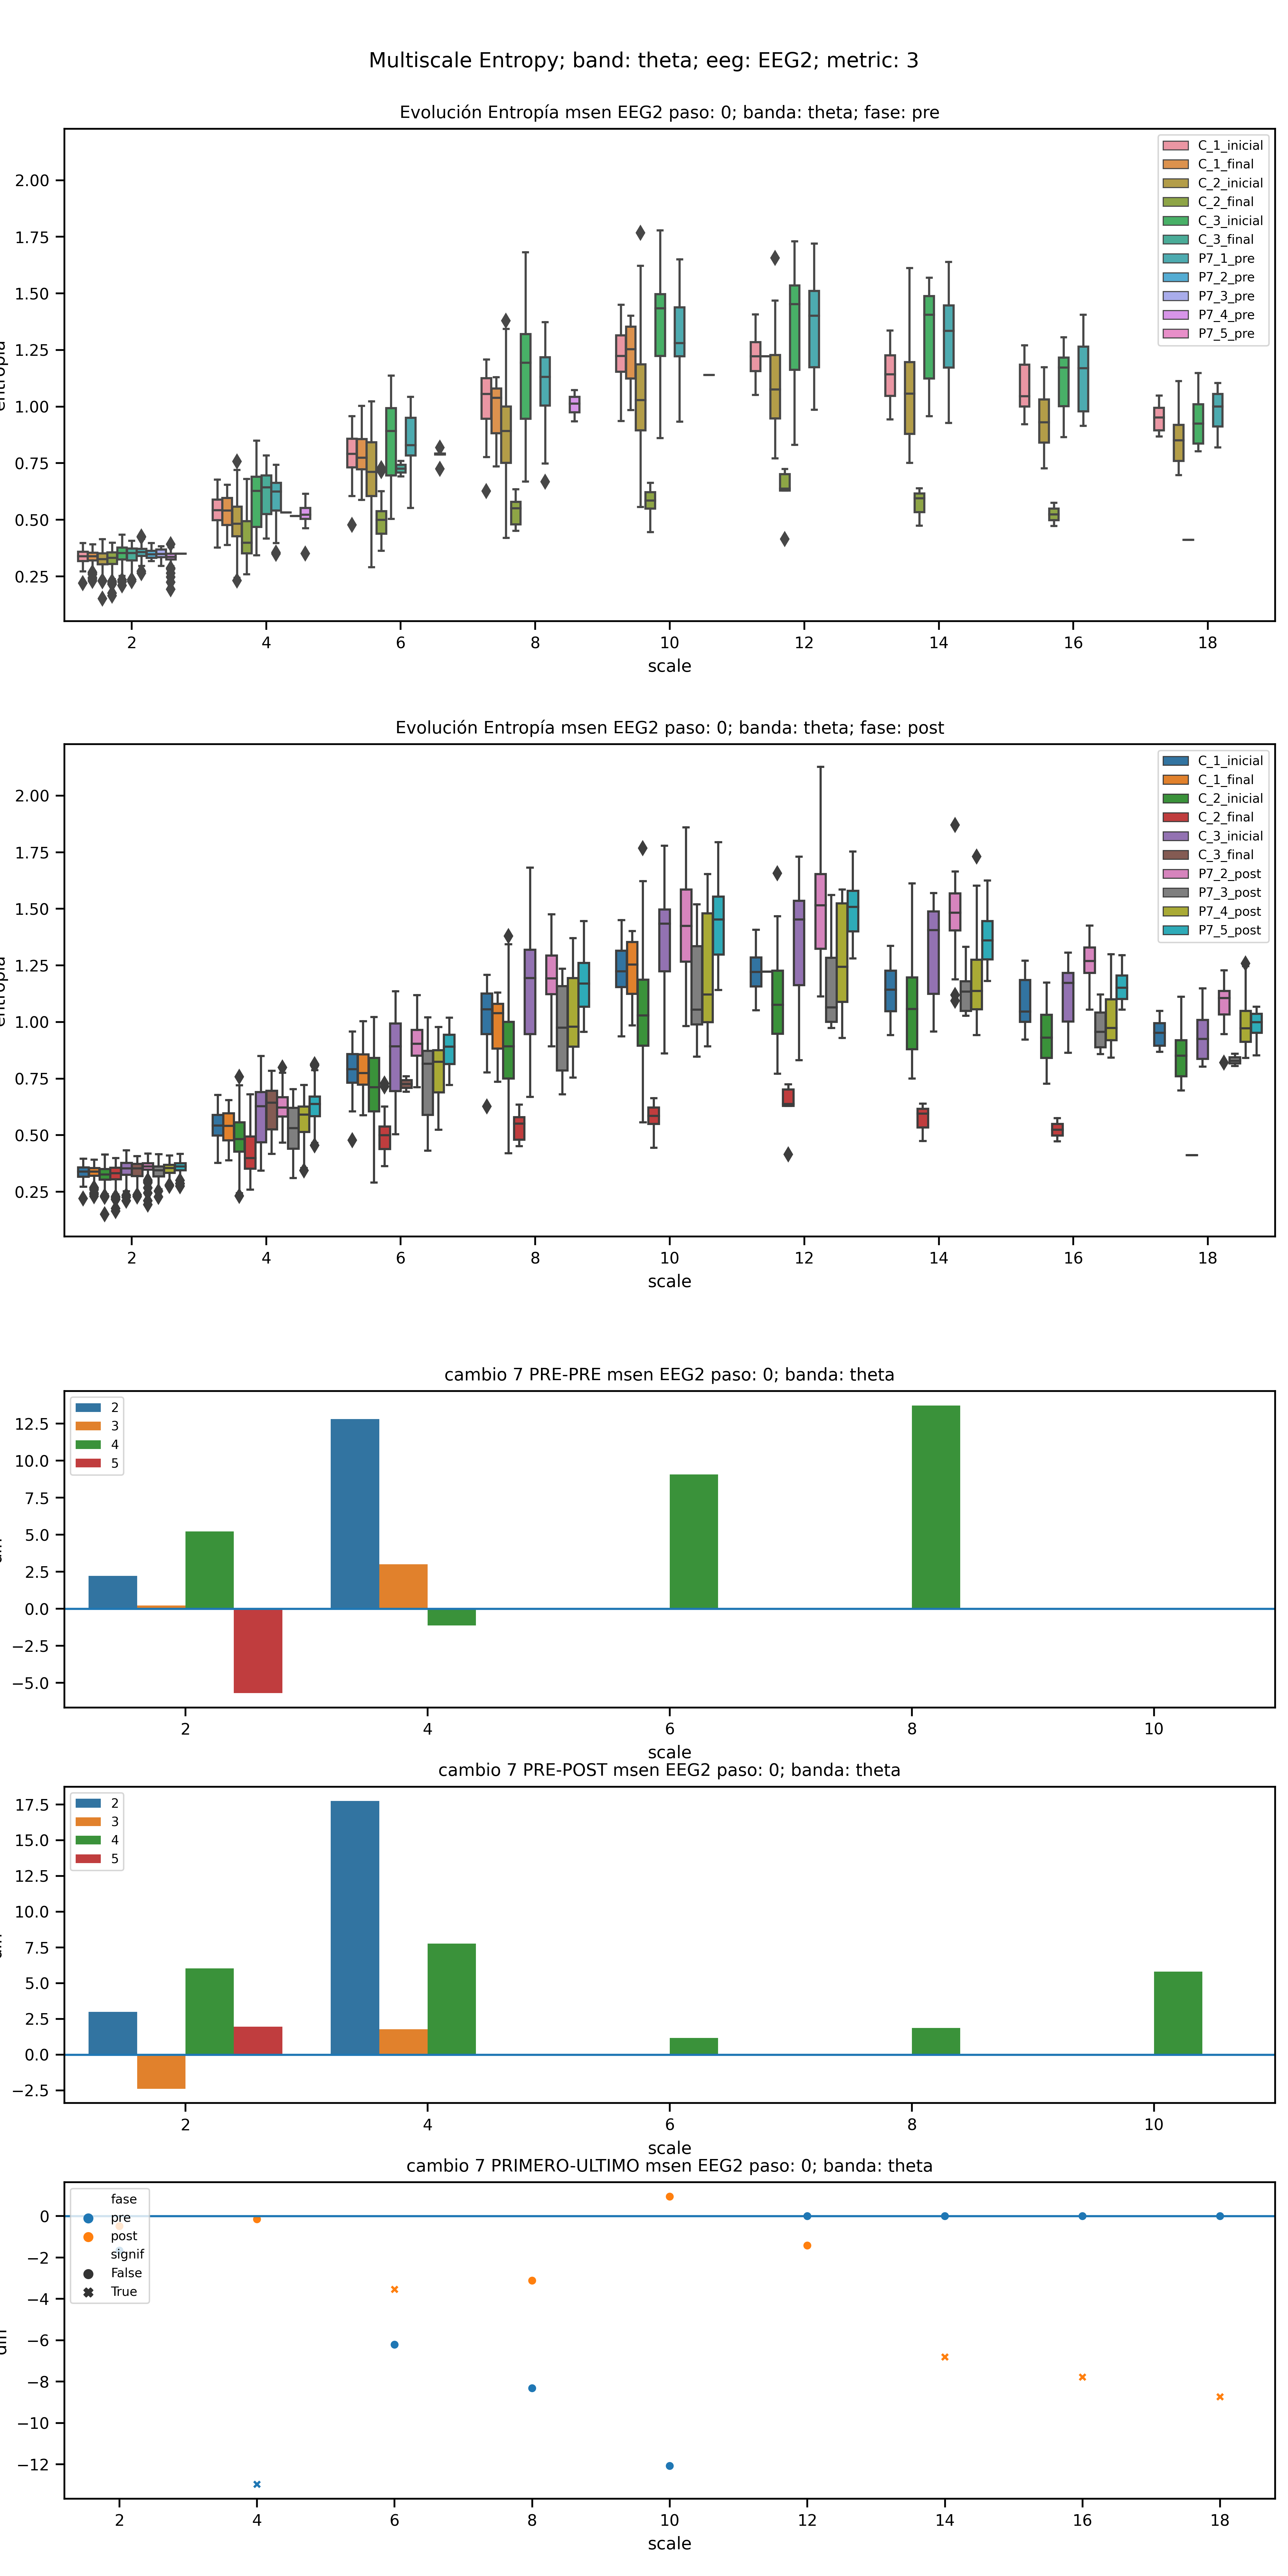 Multiscale Entropy; band: theta; eeg: EEG2; metric: 3
Evolución Entropía msen EEG2 paso: 0; banda: theta; fase: pre
2.00
1.75
1.50
1.25
1.00
0.75
0.50
0.25
C_1_inicial
C_1_final
C_2_inicial
C_2_final
C_3_inicial
C_3_final
P7_1_pre
P7_2_pre
P7_3_pre
P7_4_pre
P7_5_pre
2 4 6 8 10 12 14 16 18
scale
Evolución Entropía msen EEG2 paso: 0; banda: theta; fase: post
2.00
1.75
1.50
1.25
1.00
0.75
0.50
0.25
C_1_inicial
C_1_final
C_2_inicial
C_2_final
C_3_inicial
C_3_final
P7_2_post
P7_3_post
P7_4_post
P7_5_post
2 4 6 8 10 12 14 16 18
scale
cambio 7 PRE-PRE msen EEG2 paso: 0; banda: theta
12.5
10.0
7.5
5.0
2.5
0.0
−2.5
−5.0
2
3
4
5
2 4 6 8 10
scale
cambio 7 PRE-POST msen EEG2 paso: 0; banda: theta
17.5
15.0
12.5
10.0
7.5
5.0
2.5
0.0
−2.5
2
3
4
5
2 4 6 8 10
scale
cambio 7 PRIMERO-ULTIMO msen EEG2 paso: 0; banda: theta
0
−2
−4
−6
−8
−10
−12
fase
pre
post
signif
False
True
2 4 6 8 10 12 14 16 18
scale